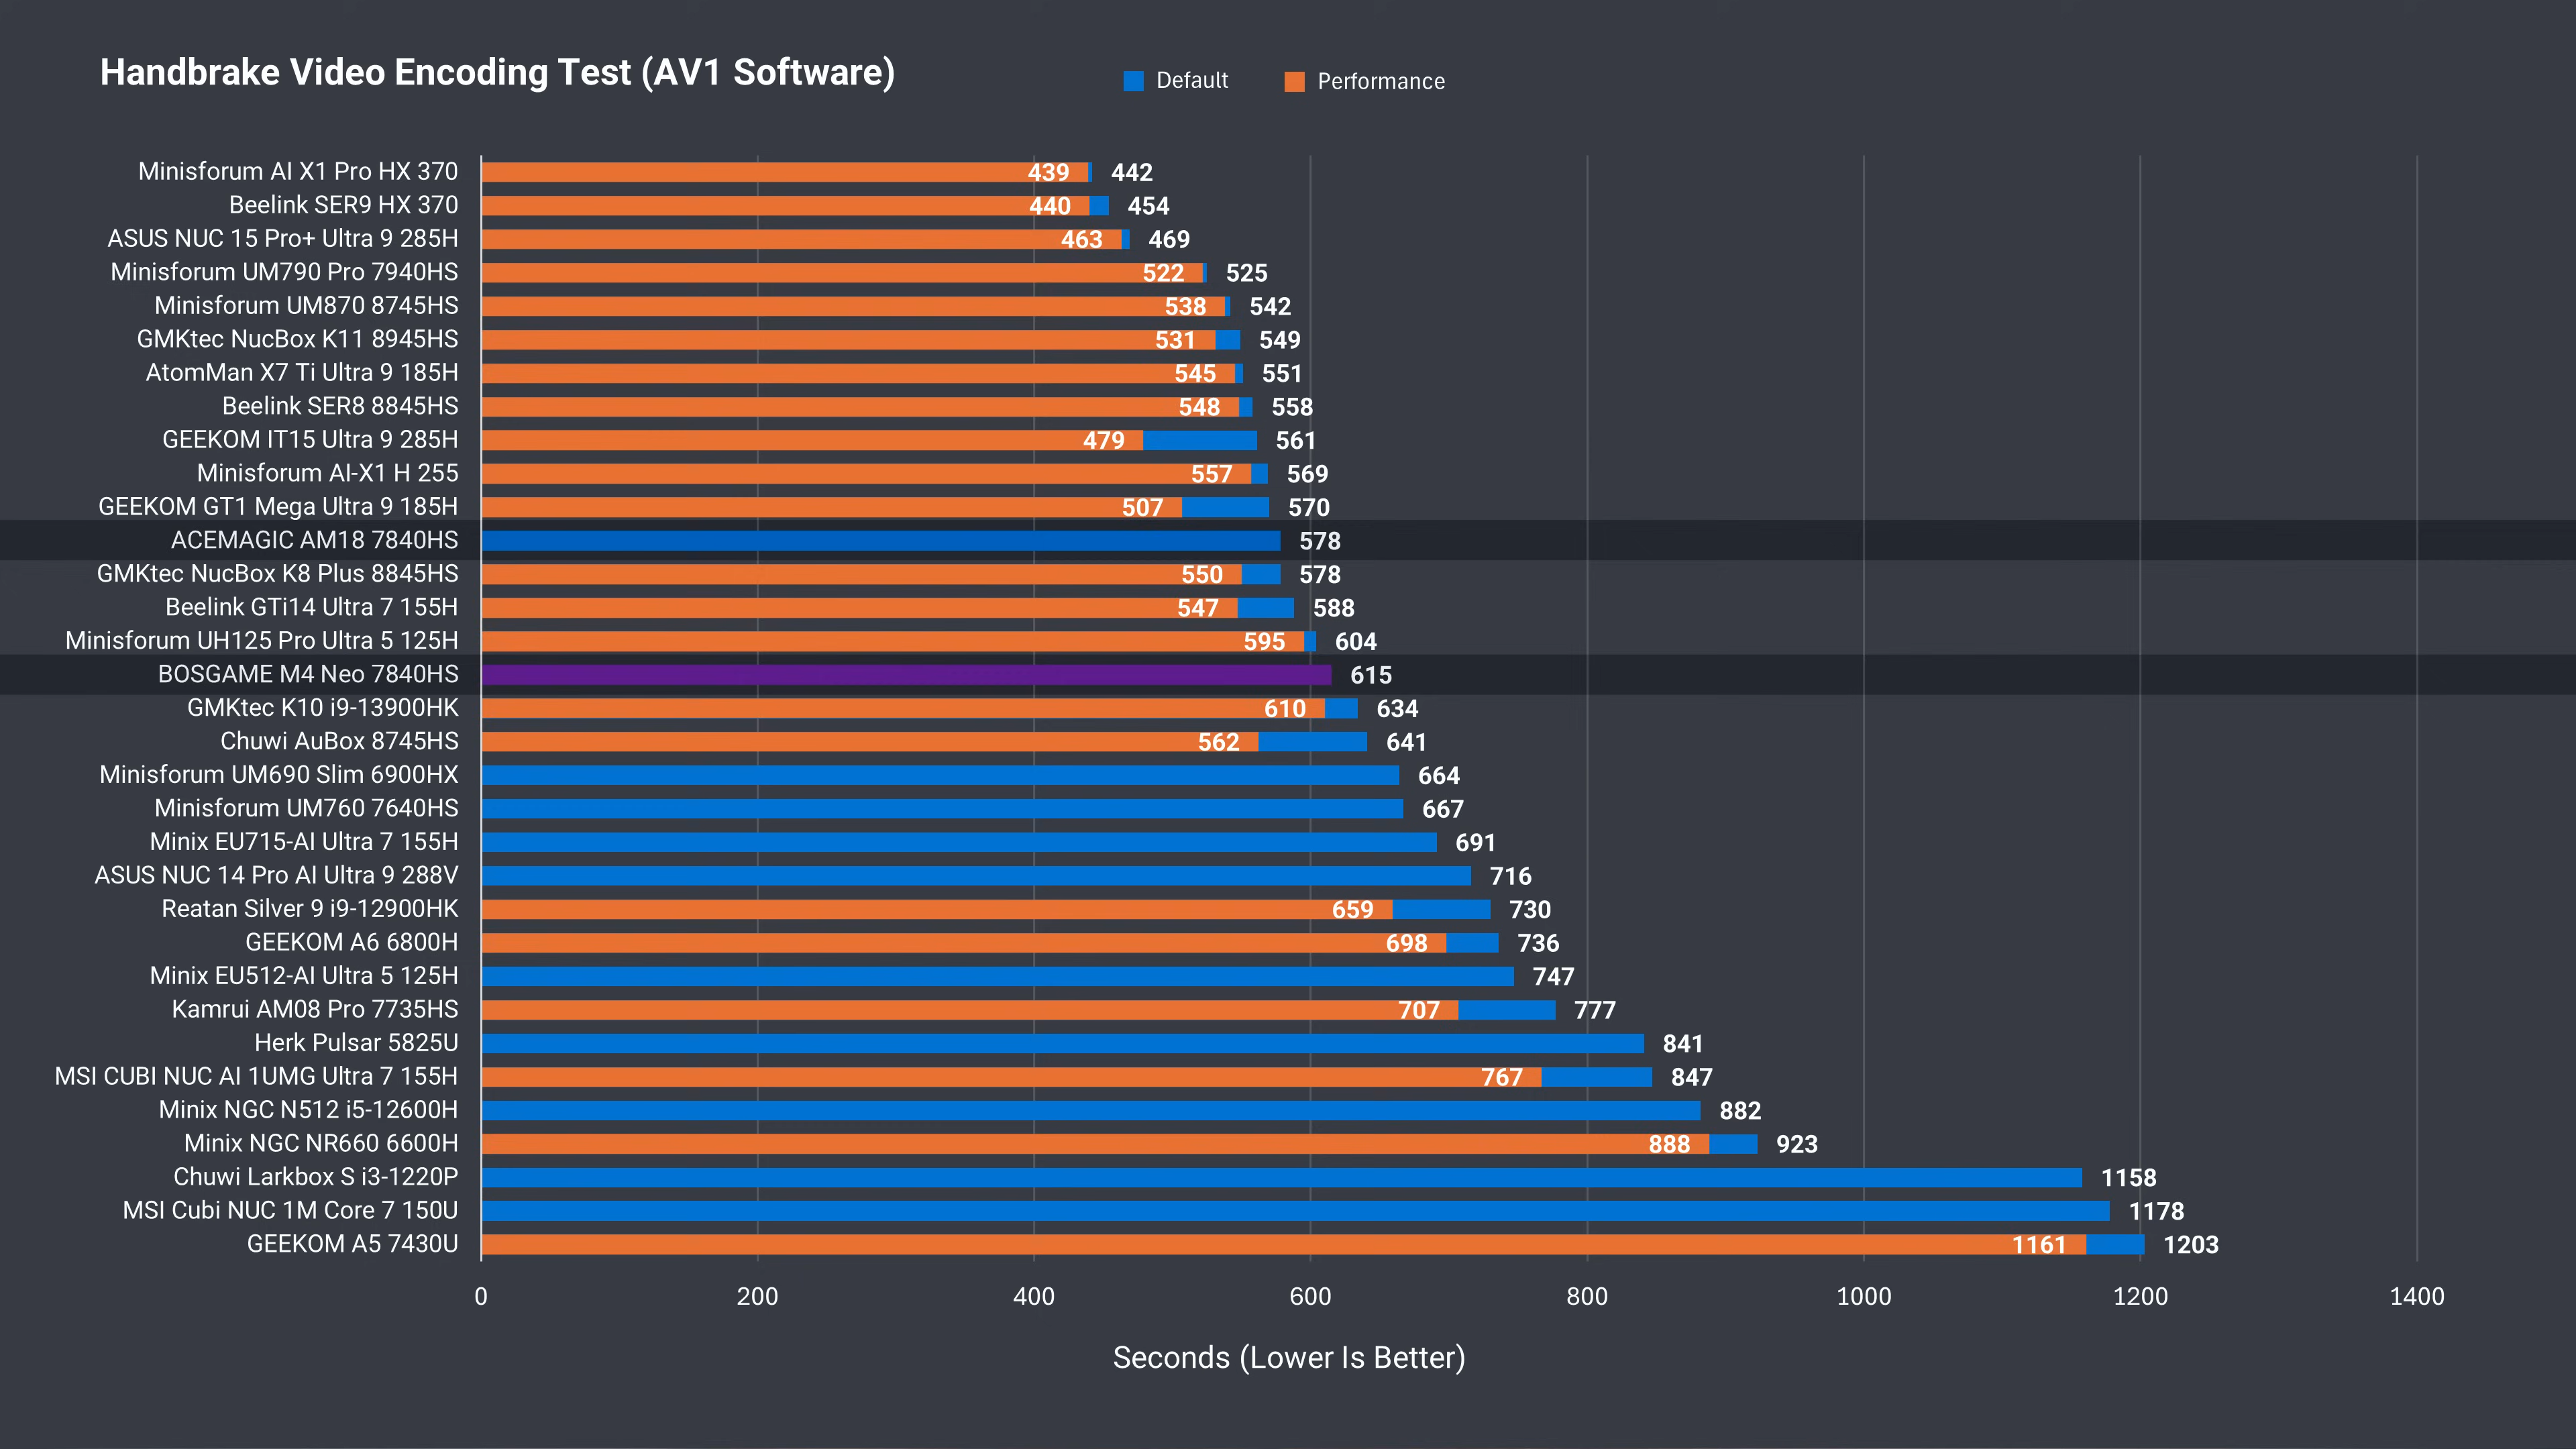 Handbrake Video Encoding Test (AV1 Software)
Default Performance
Minisforum AI X1 Pro HX 370 439 442
Beelink SER9 HX 370 440 454
ASUS NUC 15 Pro+ Ultra 9 285H 463 469
Minisforum UM790 Pro 7940HS 522 525
Minisforum UM870 8745HS 538 542
GMKtec NucBox K11 8945HS 531 549
AtomMan X7 Ti Ultra 9 185H 545 551
Beelink SER8 8845HS 548 558
GEEKOM IT15 Ultra 9 285H 479 561
Minisforum AI-X1 H 255 557 569
GEEKOM GT1 Mega Ultra 9 185H 507 570
ACEMAGIC AM18 7840HS 578
GMKtec NucBox K8 Plus 8845HS 550 578
Beelink GTi14 Ultra 7 155H 547 588
Minisforum UH125 Pro Ultra 5 125H 595 604
BOSGAME M4 Neo 7840HS 615
GMKtec K10 i9-13900HK 610 634
Chuwi AuBox 8745HS 562 641
Minisforum UM690 Slim 6900HX 664
Minisforum UM760 7640HS 667
Minix EU715-AI Ultra 7 155H 691
ASUS NUC 14 Pro AI Ultra 9 288V 716
Reatan Silver 9 i9-12900HK 659 730
GEEKOM A6 6800H 698 736
Minix EU512-AI Ultra 5 125H 747
Kamrui AM08 Pro 7735HS 707 777
Herk Pulsar 5825U 841
MSI CUBI NUC AI 1UMG Ultra 7 155H 767 847
Minix NGC N512 i5-12600H 882
Minix NGC NR660 6600H 888 923
Chuwi Larkbox S i3-1220P 1158
MSI Cubi NUC 1M Core 7 150U 1178
GEEKOM A5 7430U 1161 1203
0 200 400 600 800 1000 1200 1400
Seconds (Lower Is Better)